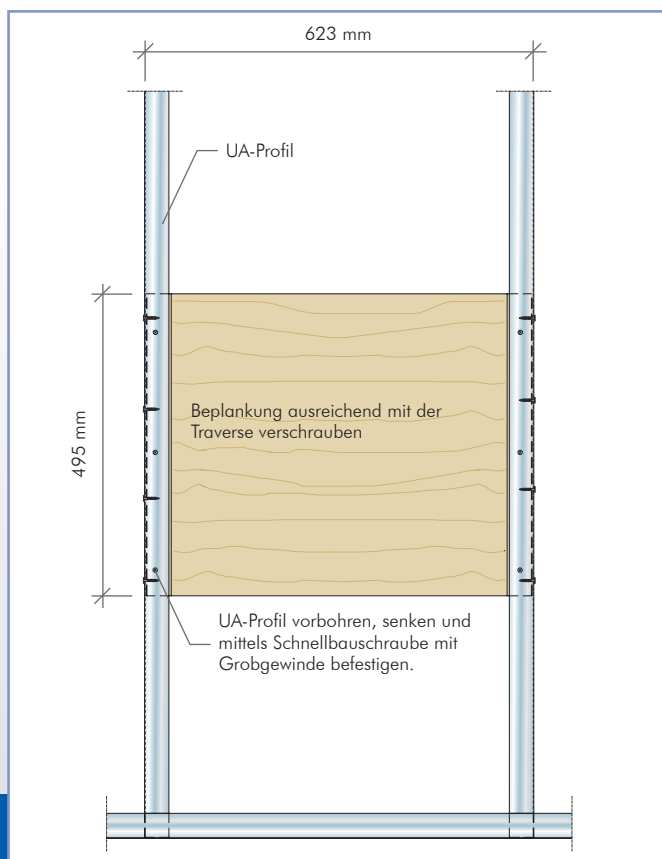 623 mm
UA-Profil
495 mm
Beplankung ausreichend mit der
Traverse verschrauben
UA-Profil vorbohren, senken und
mittels Schnellbauschraube mit
Grobgewinde befestigen.